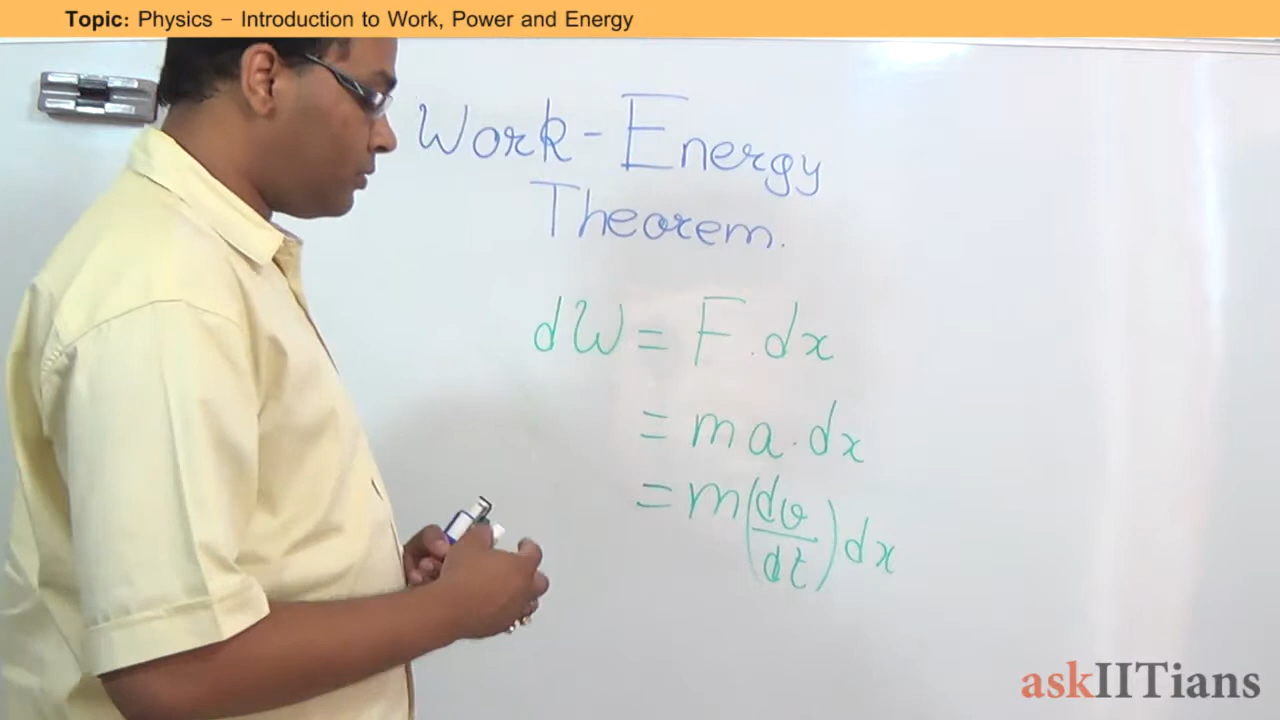 Topic: Physics – Introduction to Work, Power and Energy
Work-Energy
Theorem.
dW = F.dx
= ma.dx
= m(dv/dt)dx
askIITians